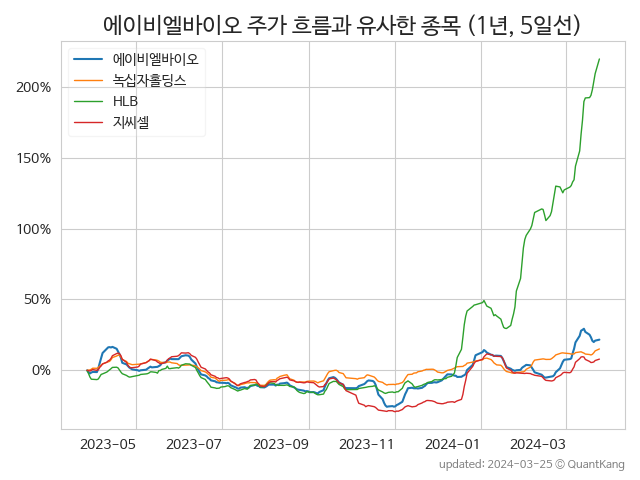 에이비엘바이오 주가 흐름과 유사한 종목 (1년, 5일선)
에이비엘바이오
녹십자홀딩스
HLB
지씨셀
200%
150%
100%
50%
0%
2023-05 2023-07 2023-09 2023-11 2024-01 2024-03
updated: 2024-03-25 © QuantKang